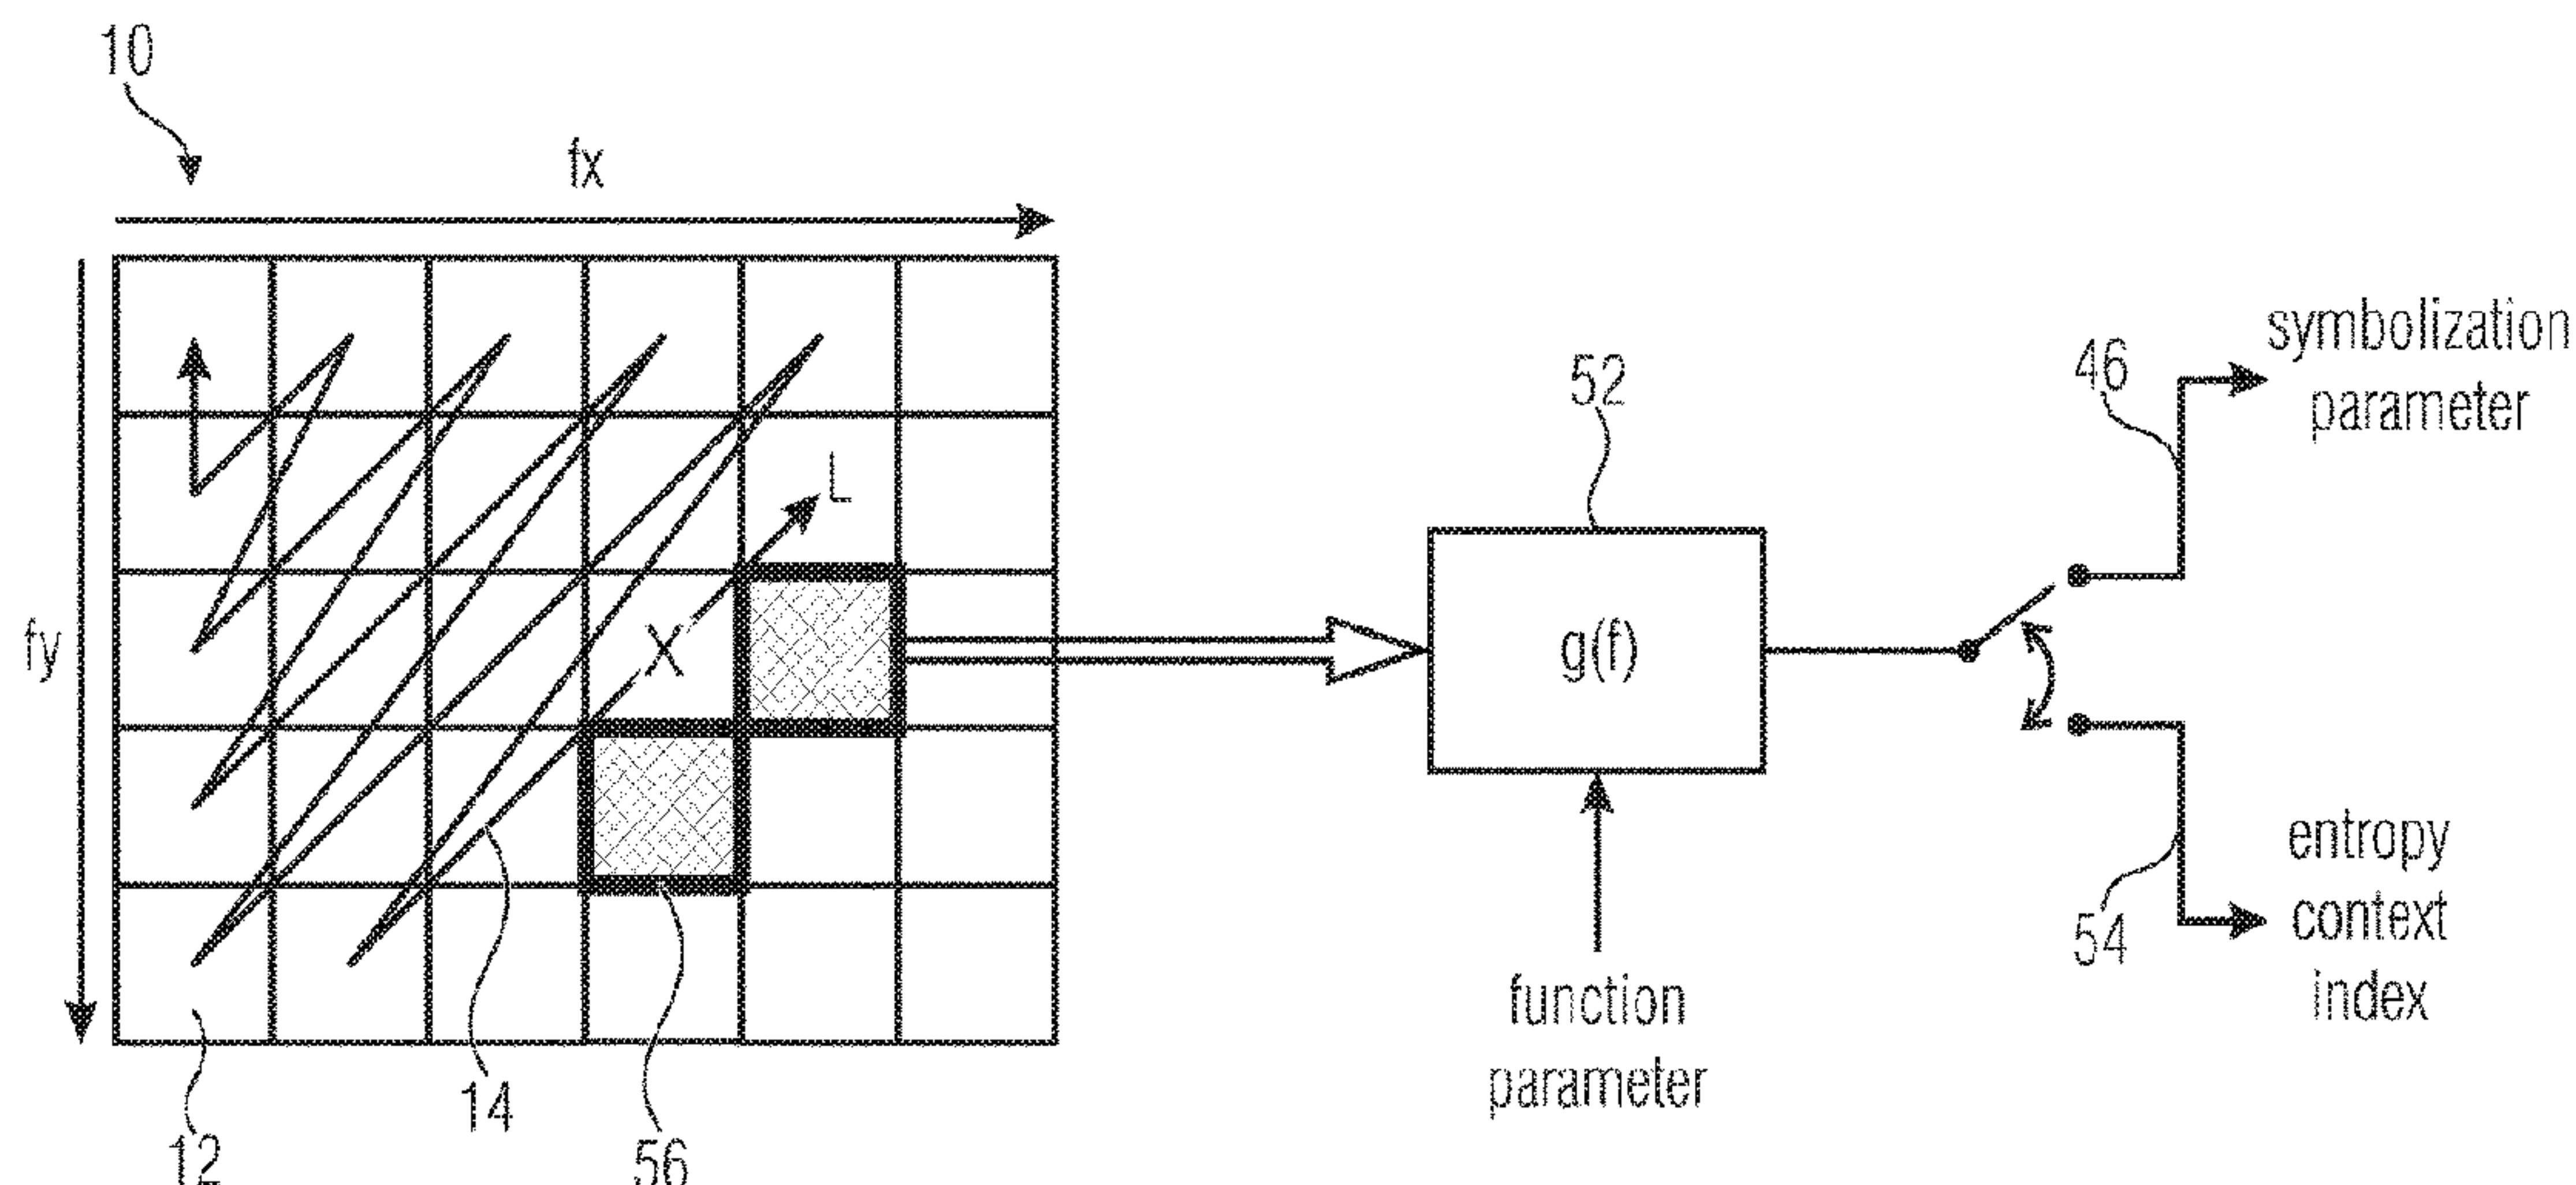 10
fx
fy
L
X
12
14
56
52
g(f)
function
parameter
46
symbolization
parameter
54
entropy
context
index